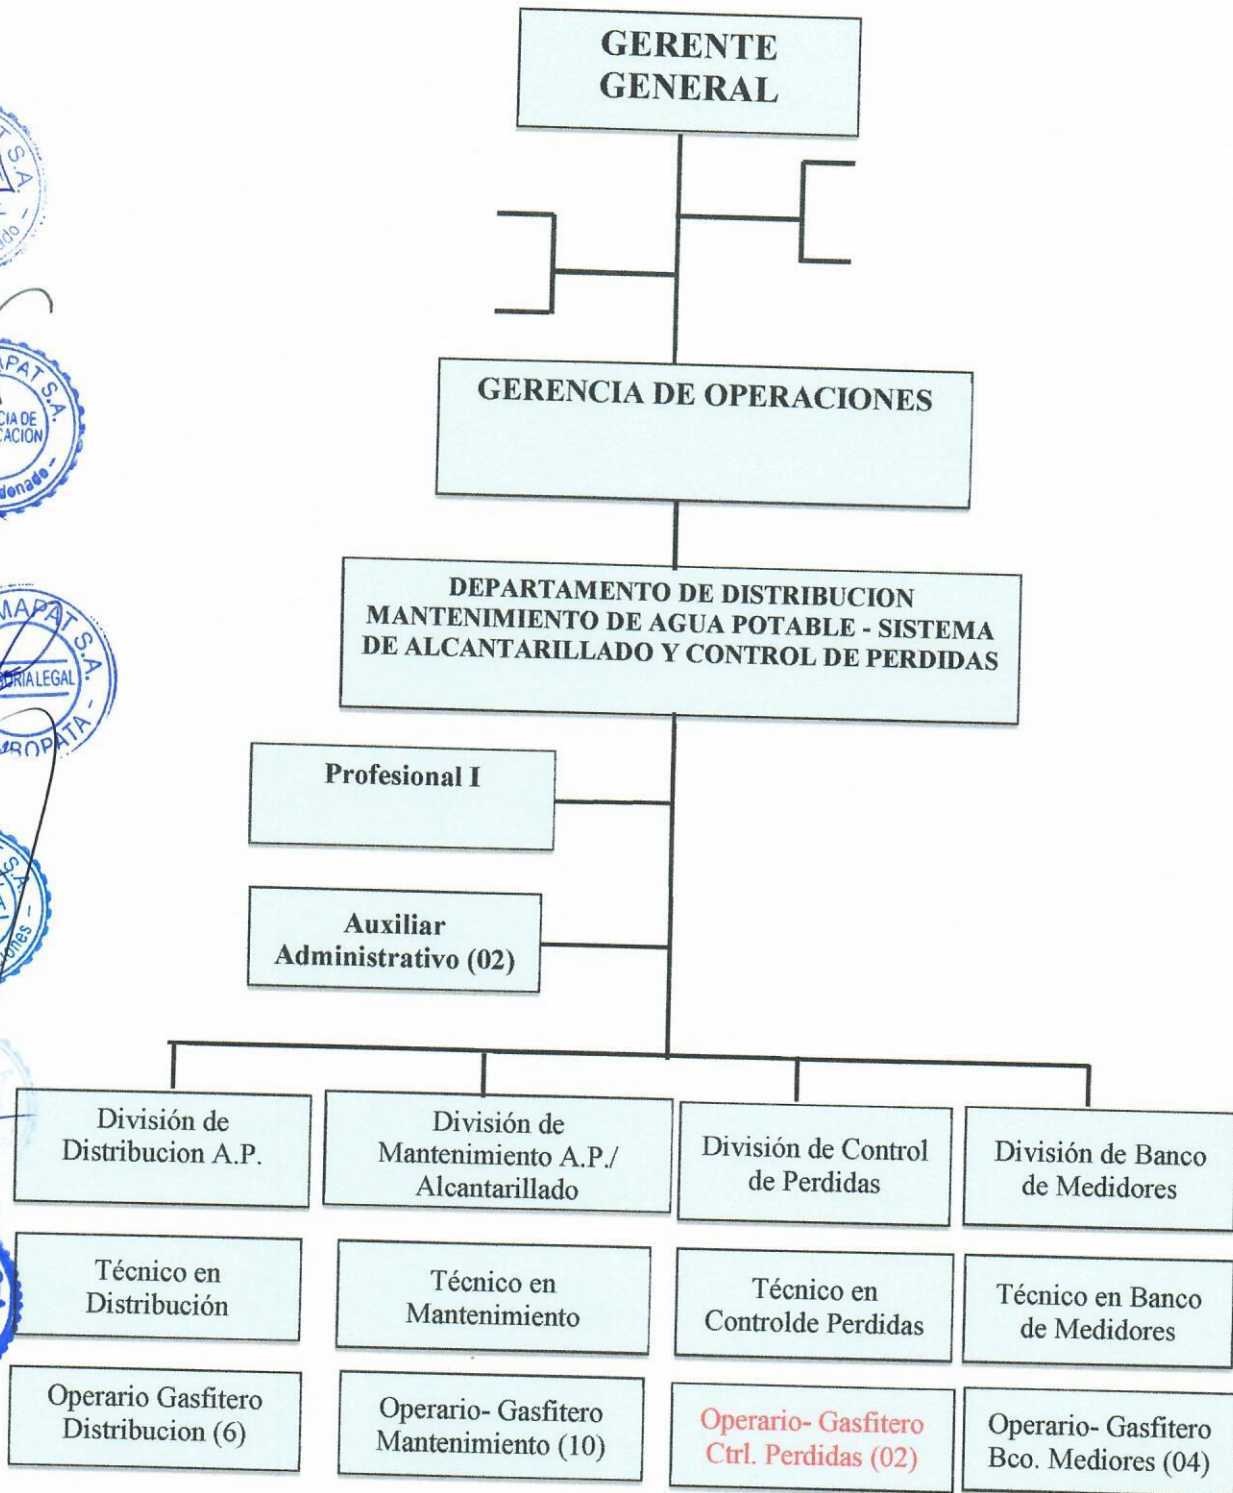 GERENTE
GENERAL
GERENCIA DE OPERACIONES
DEPARTAMENTO DE DISTRIBUCION
MANTENIMIENTO DE AGUA POTABLE - SISTEMA
DE ALCANTARILLADO Y CONTROL DE PERDIDAS
Profesional I
Auxiliar
Administrativo (02)
División de
Distribucion A.P.
División de
Mantenimiento A.P./
Alcantarillado
División de Control
de Perdidas
División de Banco
de Medidores
Técnico en
Distribución
Técnico en
Mantenimiento
Técnico en
Controlde Perdidas
Técnico en Banco
de Medidores
Operario Gasfitero
Distribucion (6)
Operario- Gasfitero
Mantenimiento (10)
Operario- Gasfitero
Ctrl. Perdidas (02)
Operario- Gasfitero
Bco. Mediores (04)
S.A.
S.A.
S.A.
LEGAL
S.A.